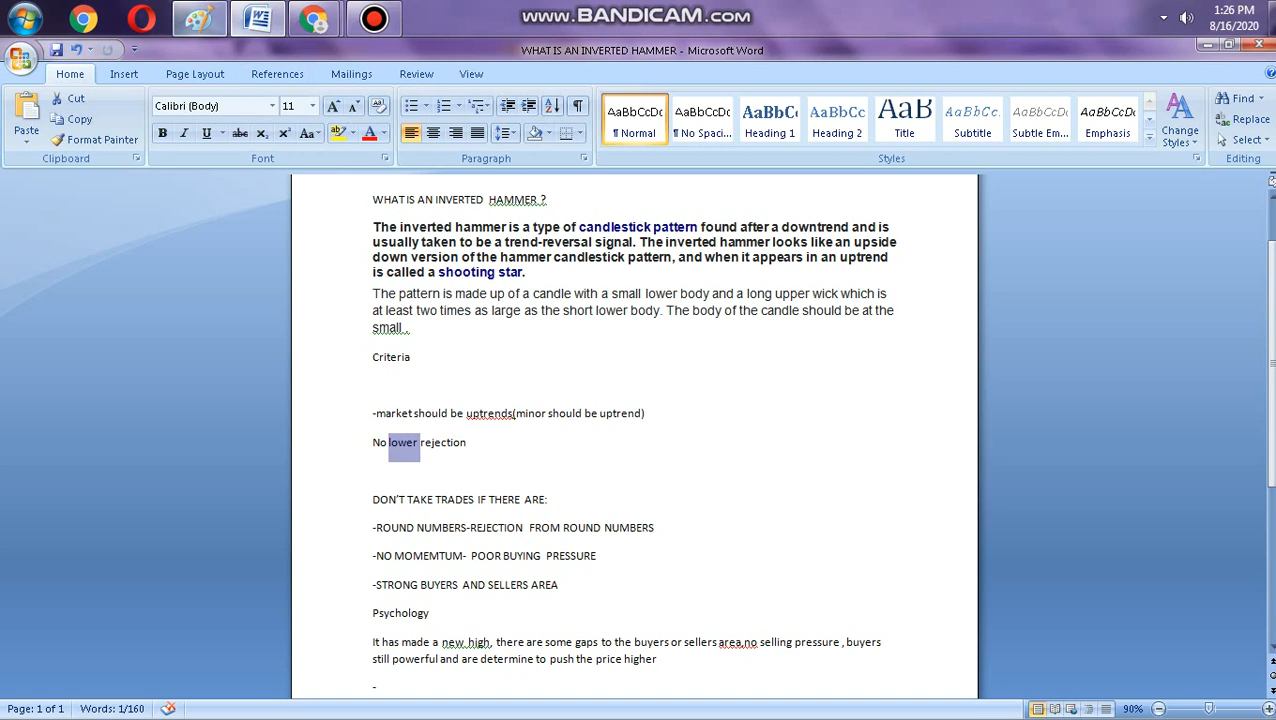 www.BANDICAM.com
1:26 PM
8/16/2020
WHAT IS AN INVERTED HAMMER - Microsoft Word
Home Insert Page Layout References Mailings Review View
Paste
Cut
Copy
Format Painter
Clipboard
Calibri (Body) 11
Font
Paragraph
AaBbCcDc AaBbCcDc AaBbCc AaBbCc AaB AaBbCc. AaBbCcDc AaBbCcDc
¶ Normal ¶ No Spaci... Heading 1 Heading 2 Title Subtitle Subtle Em... Emphasis
Change Styles
Styles
Find
Replace
Select
Editing
WHAT IS AN INVERTED HAMMER ?
The inverted hammer is a type of candlestick pattern found after a downtrend and is
usually taken to be a trend-reversal signal. The inverted hammer looks like an upside
down version of the hammer candlestick pattern, and when it appears in an uptrend
is called a shooting star.
The pattern is made up of a candle with a small lower body and a long upper wick which is
at least two times as large as the short lower body. The body of the candle should be at the
small .
Criteria
-market should be uptrends(minor should be uptrend)
No lower rejection
DON'T TAKE TRADES IF THERE ARE:
-ROUND NUMBERS-REJECTION FROM ROUND NUMBERS
-NO MOMEMTUM- POOR BUYING PRESSURE
-STRONG BUYERS AND SELLERS AREA
Psychology
It has made a new high, there are some gaps to the buyers or sellers area,no selling pressure , buyers
still powerful and are determine to push the price higher
-
Page: 1 of 1 Words: 1/160 90%